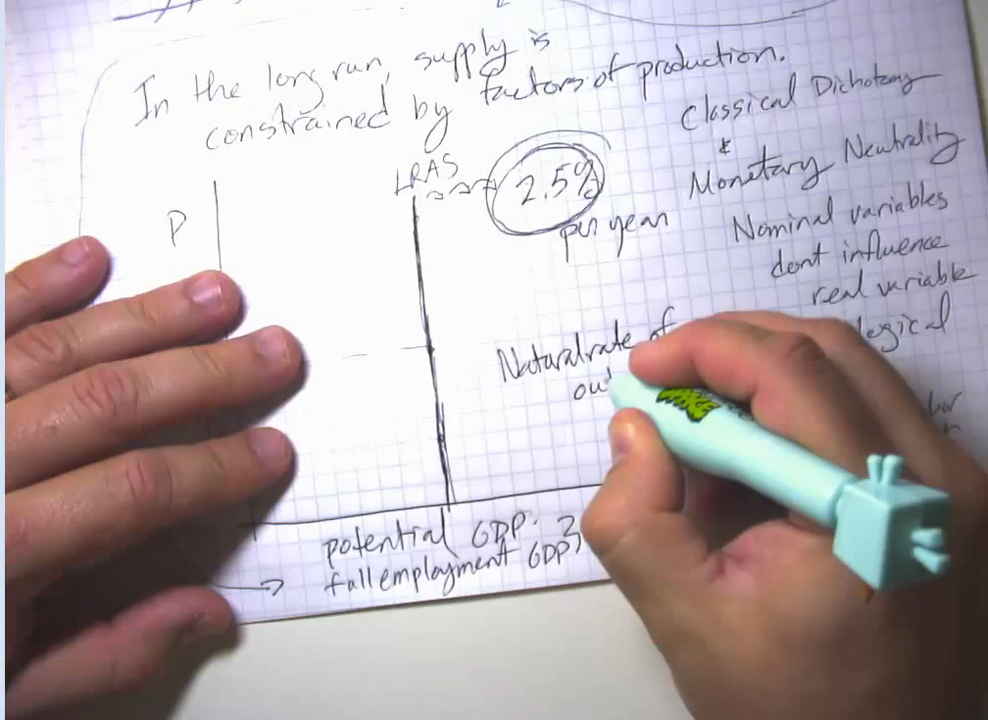 In the long run, supply is
constrained by factors of production.
Classical Dichotomy
&
Monetary Neutrality
Nominal variables
dont influence
real variable
LRAS
2.5%
per year
P
Natural rate of
potential GDP.
full employment GDP